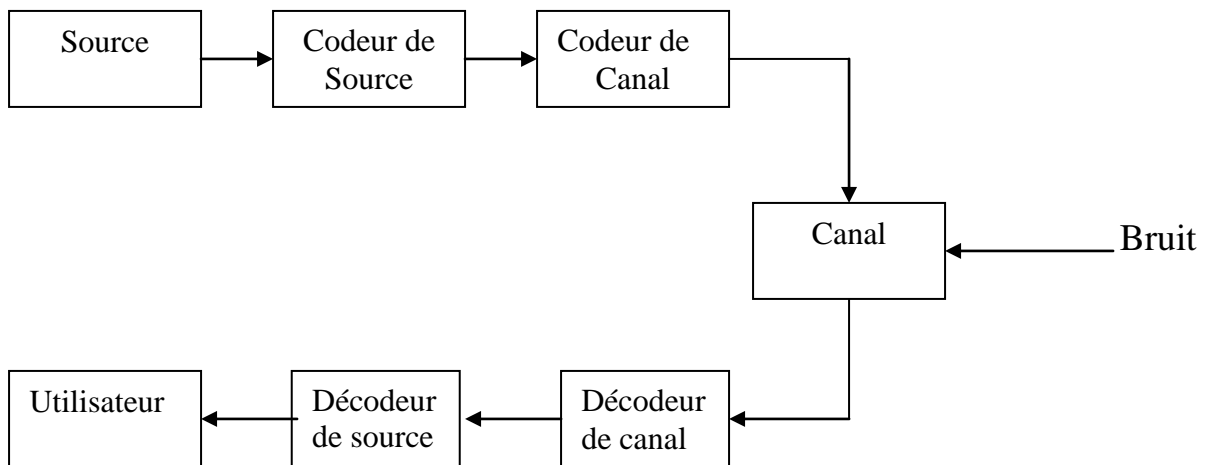 Source
Codeur de
Source
Codeur de
Canal
Canal
Bruit
Utilisateur
Décodeur
de source
Décodeur
de canal